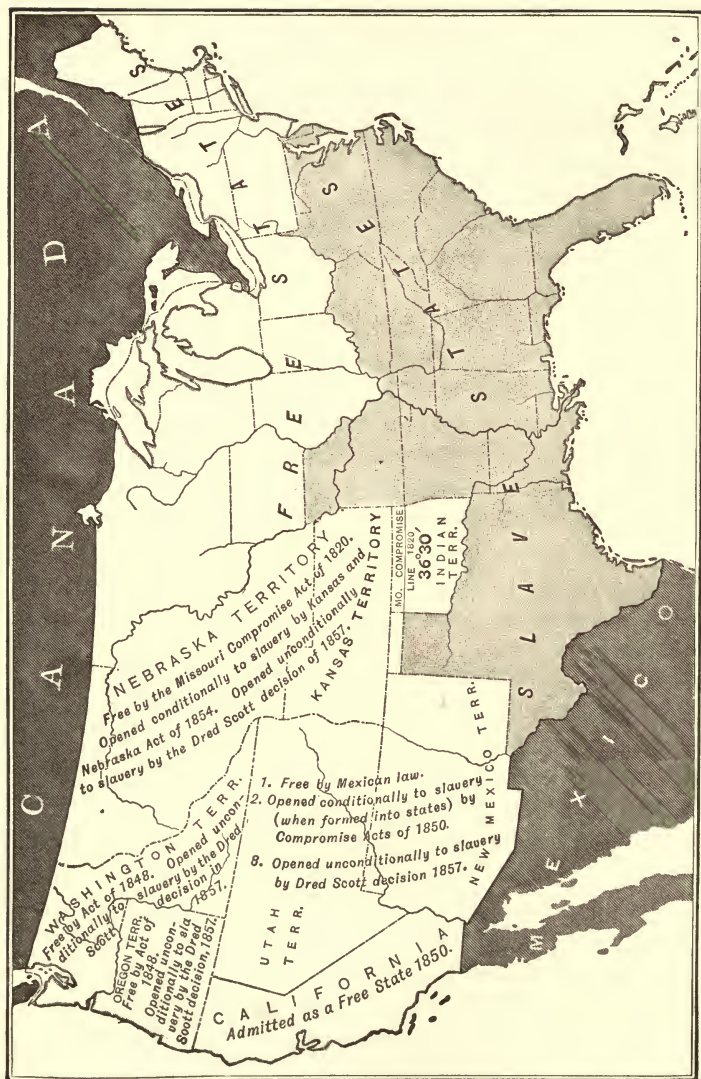 CANADA
FREE STATES
NEBRASKA TERRITORY
Free by the Missouri Compromise Act of 1820.
Opened conditionally to slavery by Kansas and
Nebraska Act of 1854. Opened unconditionally
to slavery by the Dred Scott decision of 1857.
KANSAS TERRITORY
WASHINGTON TERR.
Free by Act of 1848. Opened uncon-
ditionally to slavery by the Dred
Scott decision in
1857.
OREGON TERR.
Free by Act of
1848.
Opened uncon-
ditionally to sla
very by the Dred
Scott decision, 1857.
1. Free by Mexican law.
2. Opened conditionally to slavery
(when formed into states) by
Compromise Acts of 1850.
3. Opened unconditionally to slavery
by Dred Scott decision 1857.
UTAH
TERR.
NEW MEXICO TERR.
CALIFORNIA
Admitted as a Free State 1850.
MO. COMPROMISE
LINE 1820
36°30'
INDIAN
TERR.
SLAVE STATES
MEXICO